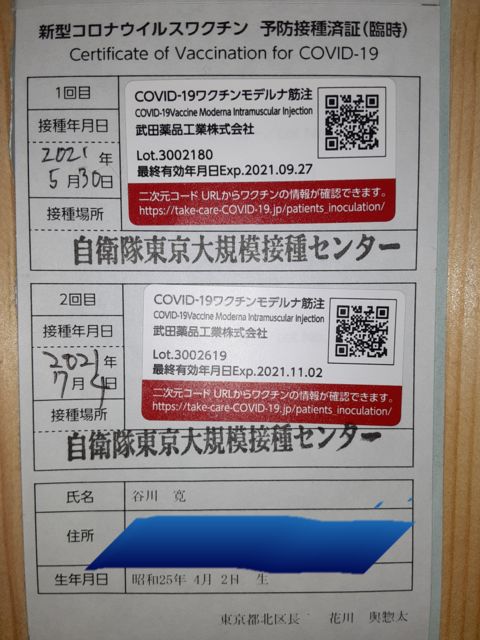 新型コロナウイルスワクチン 予防接種済証(臨時)
Certificate of Vaccination for COVID-19
1回目
接種年月日
2021年
5月30日
接種場所
COVID-19ワクチンモデルナ筋注
COVID-19Vaccine Moderna Intramuscular Injection
武田薬品工業株式会社
Lot.3002180
最終有効年月日Exp.2021.09.27
二次元コード URLからワクチンの情報が確認できます。
https://take-care-COVID-19.jp/patients_inoculation/
自衛隊東京大規模接種センター
2回目
接種年月日
2021年
7月4日
接種場所
COVID-19ワクチンモデルナ筋注
COVID-19Vaccine Moderna Intramuscular Injection
武田薬品工業株式会社
Lot.3002619
最終有効年月日Exp.2021.11.02
二次元コード URLからワクチンの情報が確認できます。
https://take-care-COVID-19.jp/patients_inoculation/
自衛隊東京大規模接種センター
氏名 谷川 寛
住所
生年月日 昭和25年 4月 2日 生
東京都北区長 花川 與惣太